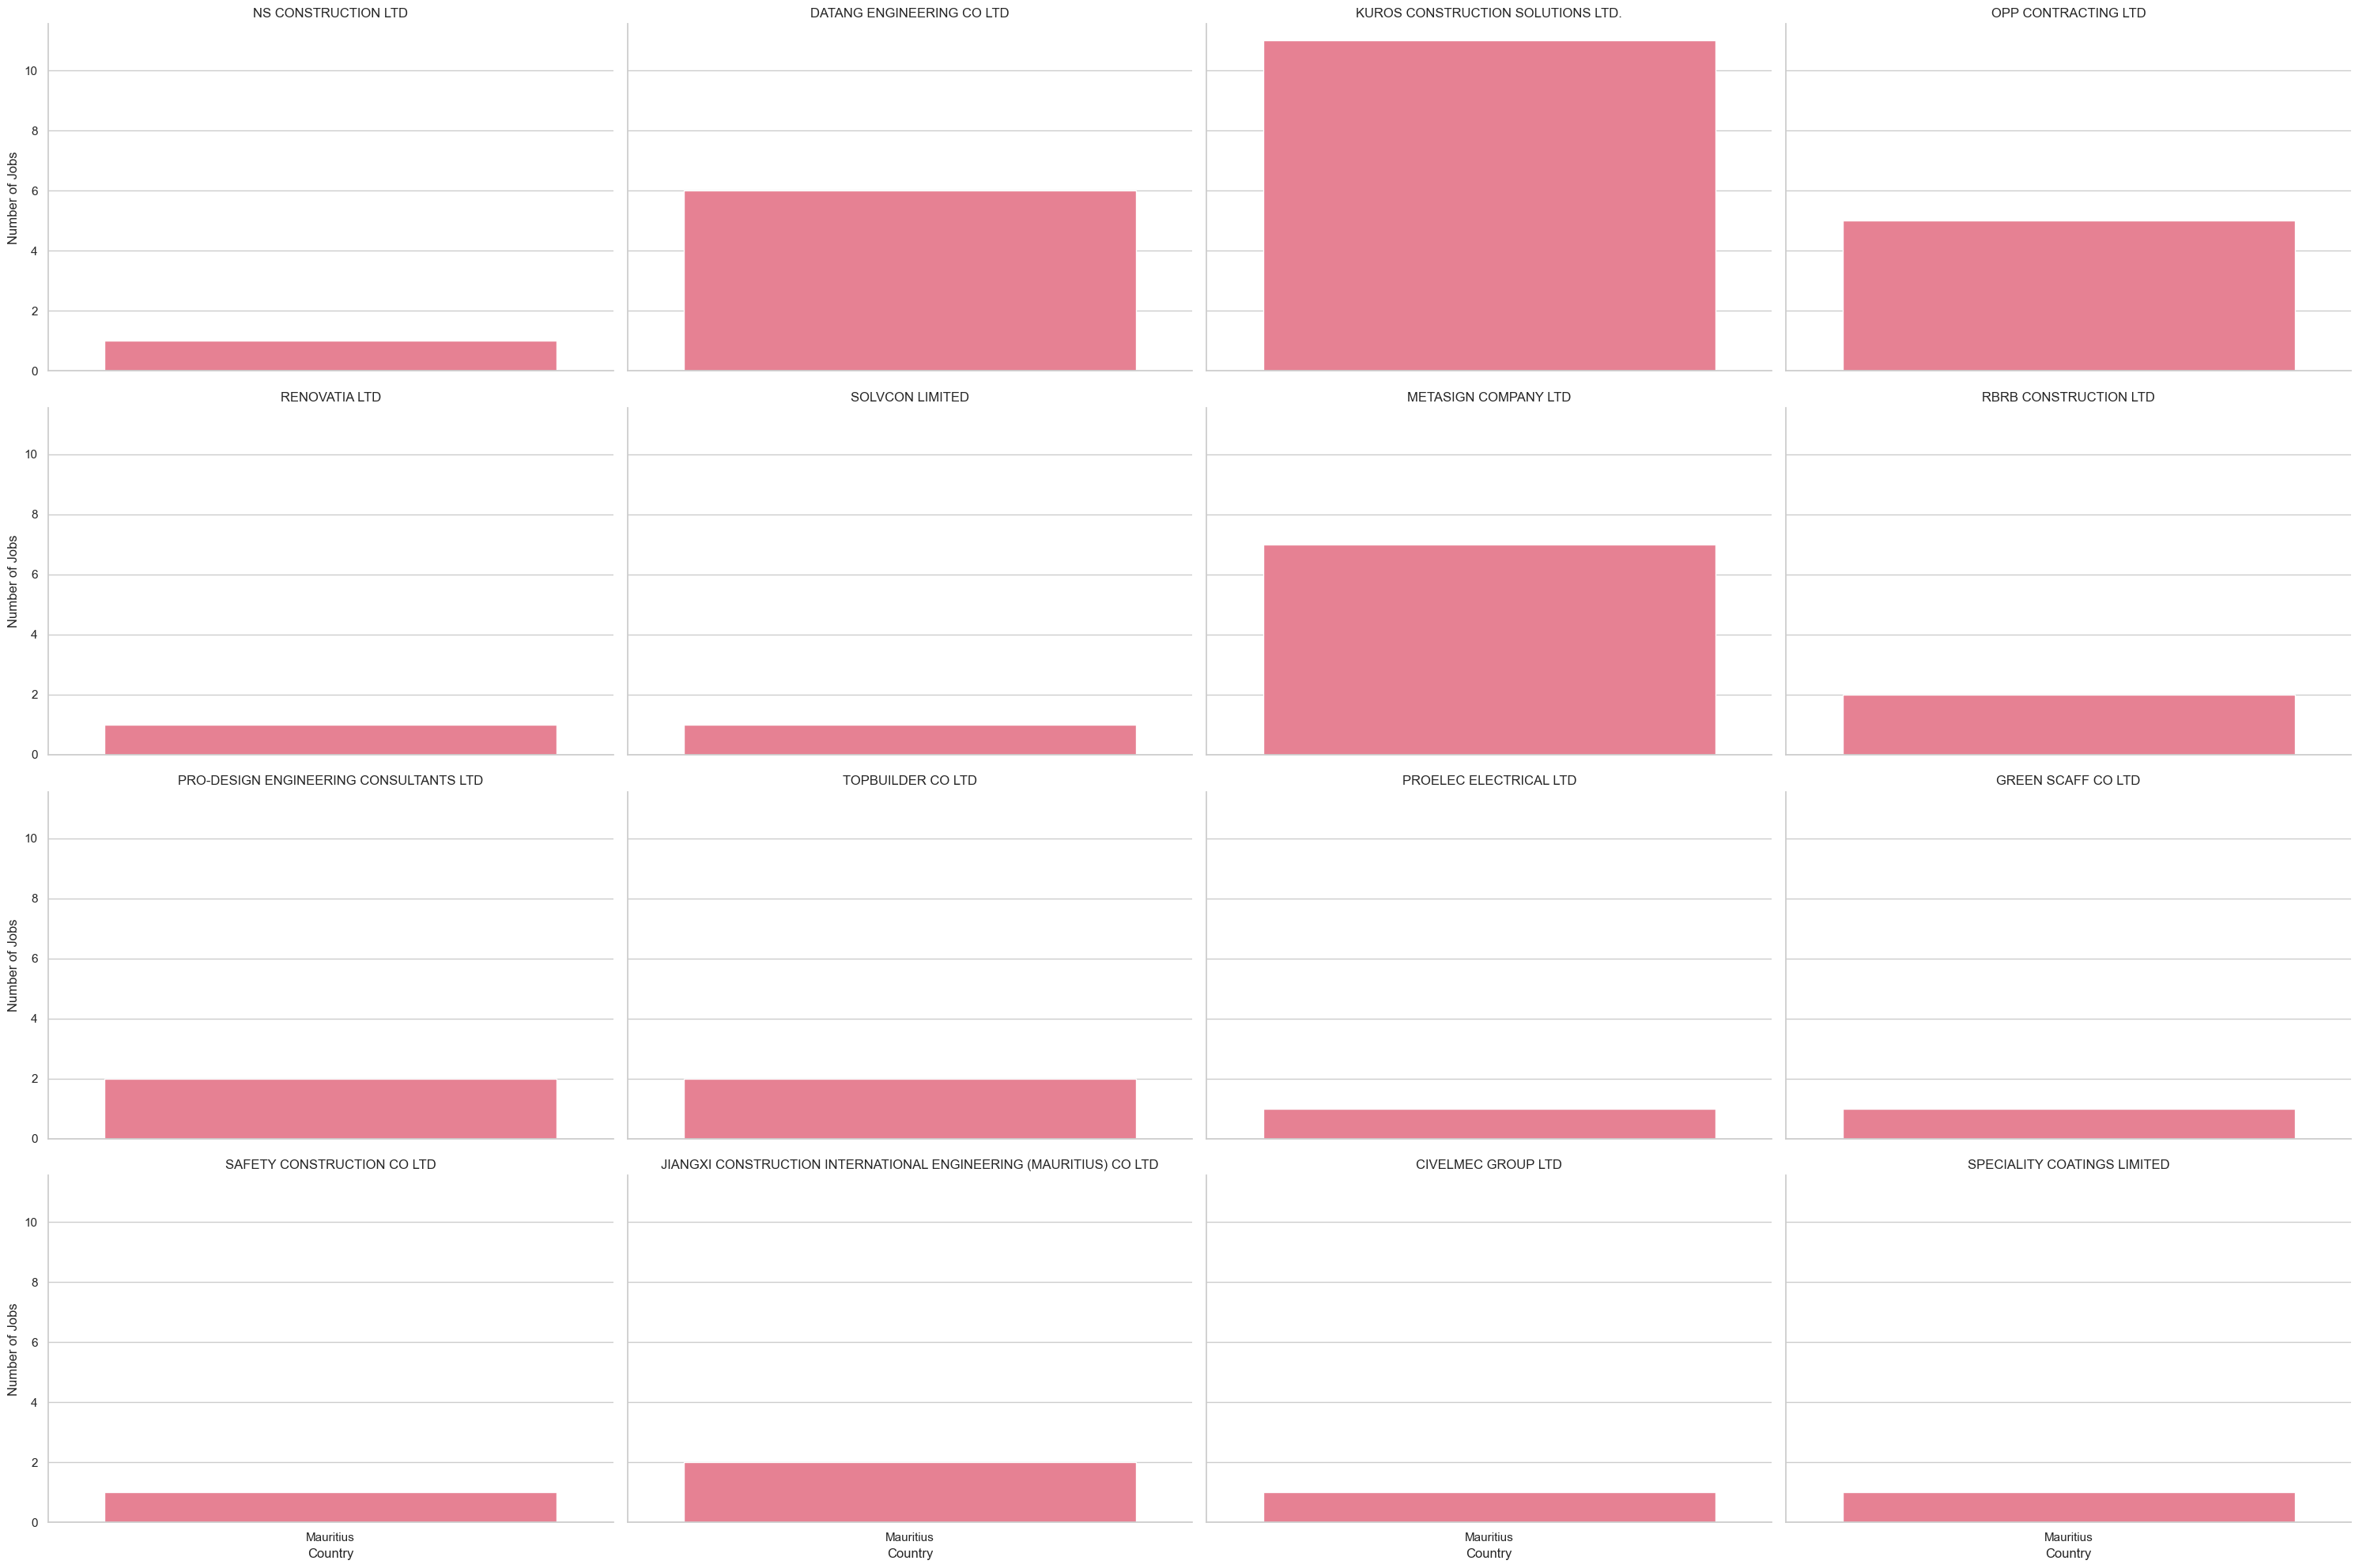 NS CONSTRUCTION LTD
DATANG ENGINEERING CO LTD
KUROS CONSTRUCTION SOLUTIONS LTD.
OPP CONTRACTING LTD
Number of Jobs
10
8
6
4
2
0
RENOVATIA LTD
SOLVCON LIMITED
METASIGN COMPANY LTD
RBRB CONSTRUCTION LTD
Number of Jobs
10
8
6
4
2
0
PRO-DESIGN ENGINEERING CONSULTANTS LTD
TOPBUILDER CO LTD
PROELEC ELECTRICAL LTD
GREEN SCAFF CO LTD
Number of Jobs
10
8
6
4
2
0
SAFETY CONSTRUCTION CO LTD
JIANGXI CONSTRUCTION INTERNATIONAL ENGINEERING (MAURITIUS) CO LTD
CIVELMEC GROUP LTD
SPECIALITY COATINGS LIMITED
Number of Jobs
10
8
6
4
2
0
Mauritius
Country
Mauritius
Country
Mauritius
Country
Mauritius
Country